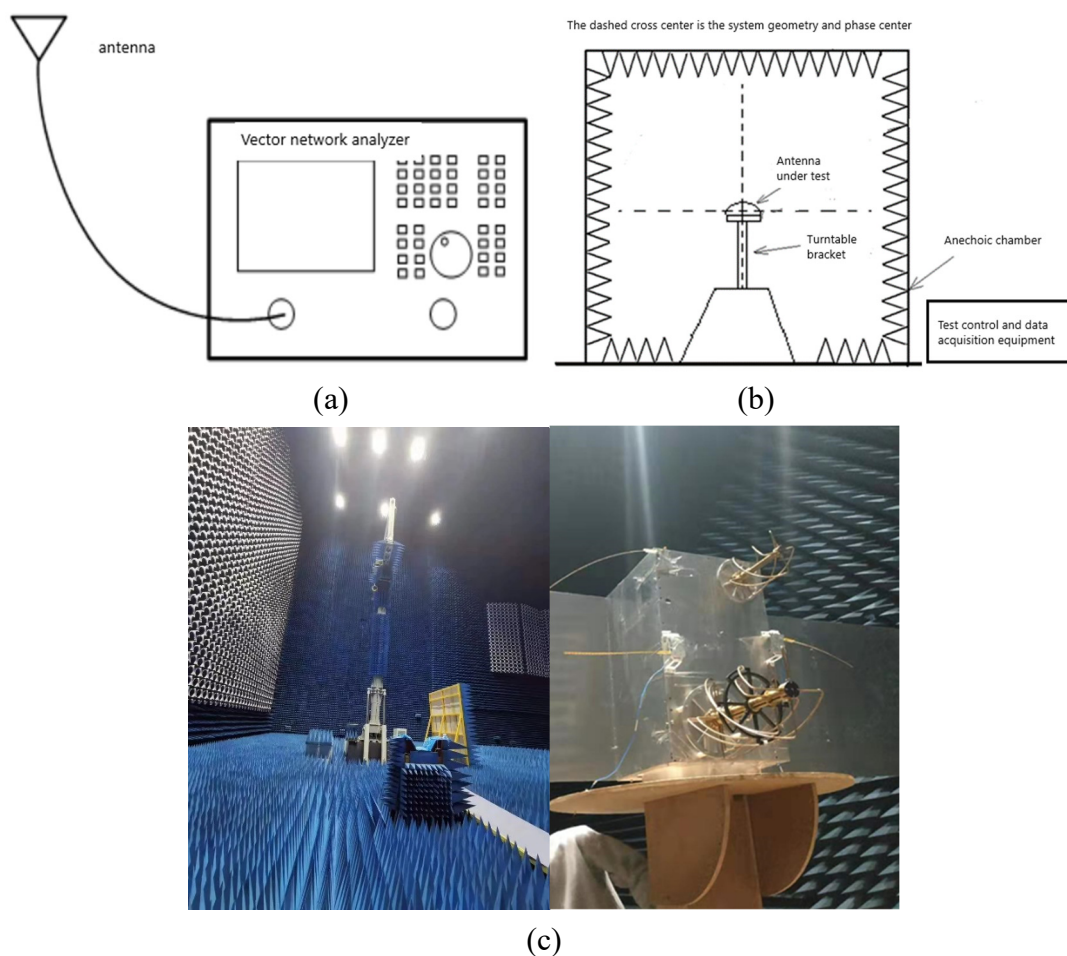 antenna
Vector network analyzer
(a)
The dashed cross center is the system geometry and phase center
Antenna
under test
Turntable
bracket
Anechoic chamber
Test control and data
acquisition equipment
(b)
(c)